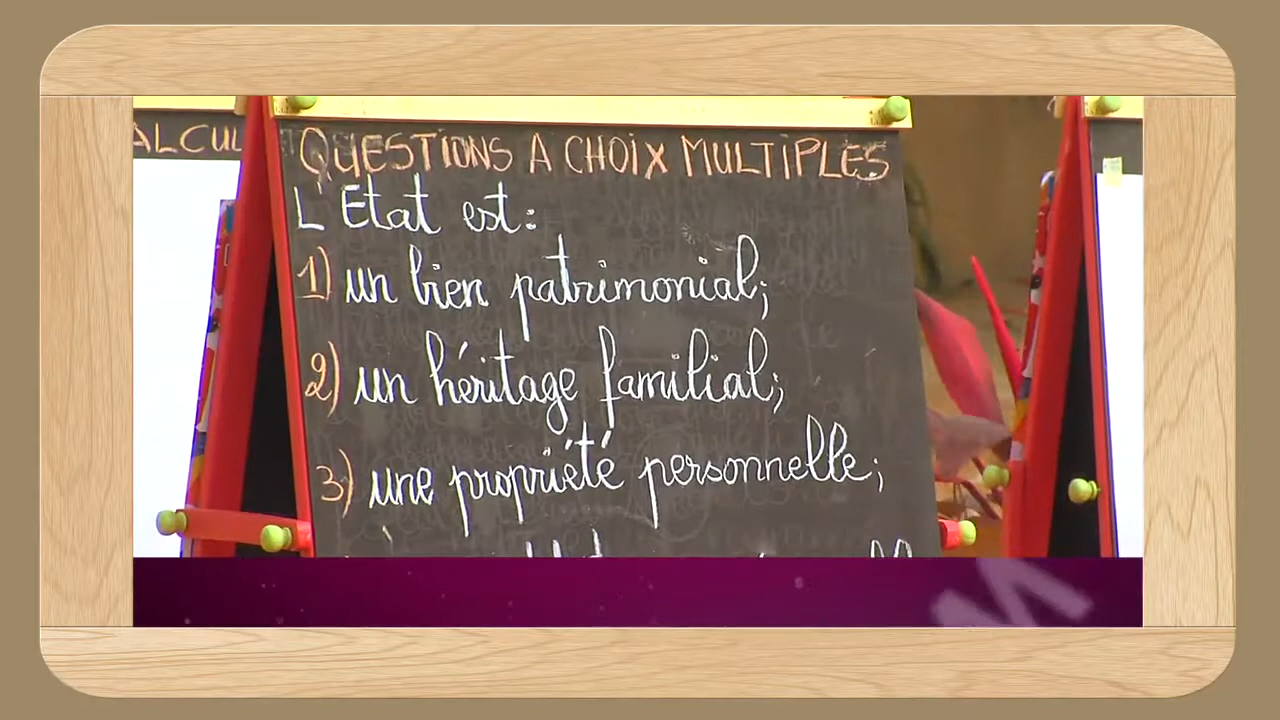 ALCUL
QUESTIONS A CHOIX MULTIPLES
L'Etat est:
1) un bien patrimonial;
2) un héritage familial;
3) une propriété personnelle;